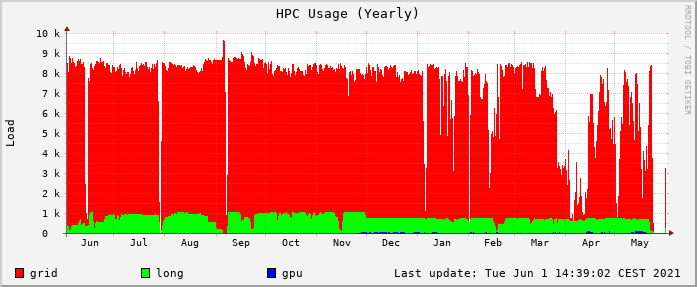 HPC Usage (Yearly)
RRDTOOL / TOBI OETIKER
Load
10 k
9 k
8 k
7 k
6 k
5 k
4 k
3 k
2 k
1 k
0
Jun Jul Aug Sep Oct Nov Dec Jan Feb Mar Apr May
grid long gpu Last update: Tue Jun 1 14:39:02 CEST 2021